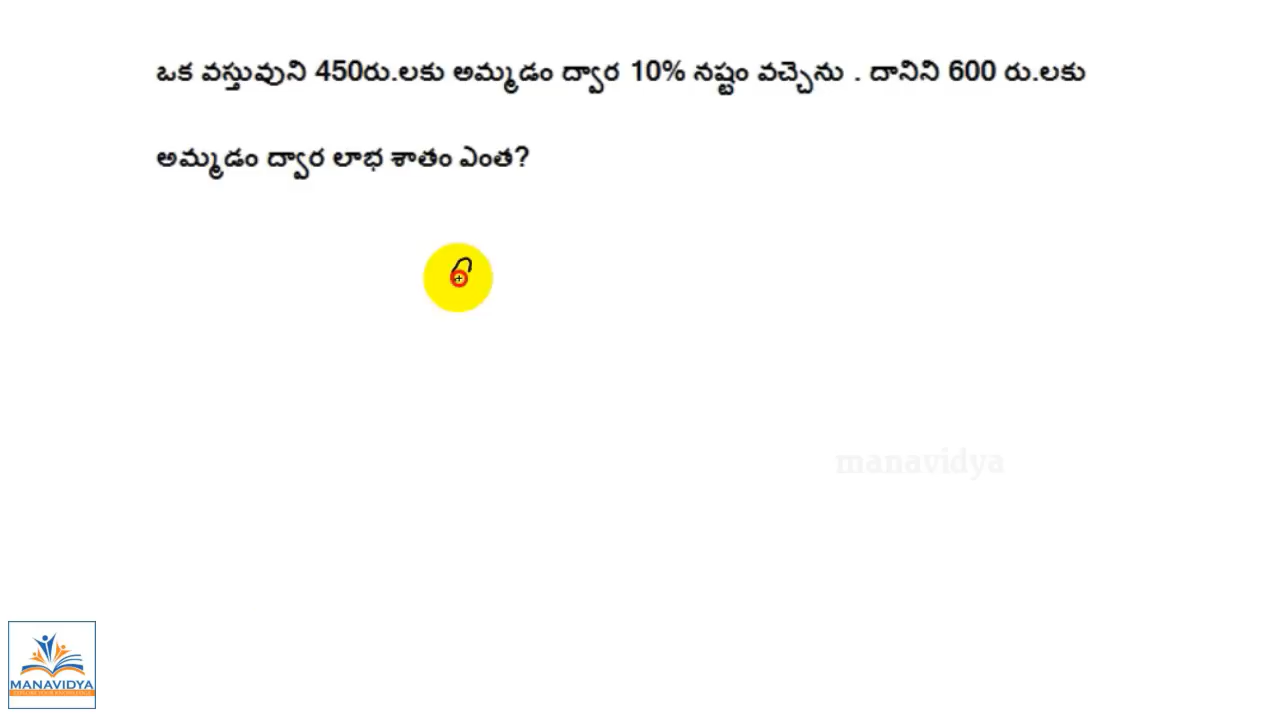 ఒక వస్తువుని 450రు.లకు అమ్మడం ద్వార 10% నష్టం వచ్చెను . దానిని 600 రు.లకు
అమ్మడం ద్వార లాభ శాతం ఎంత?
manavidya
MANAVIDYA